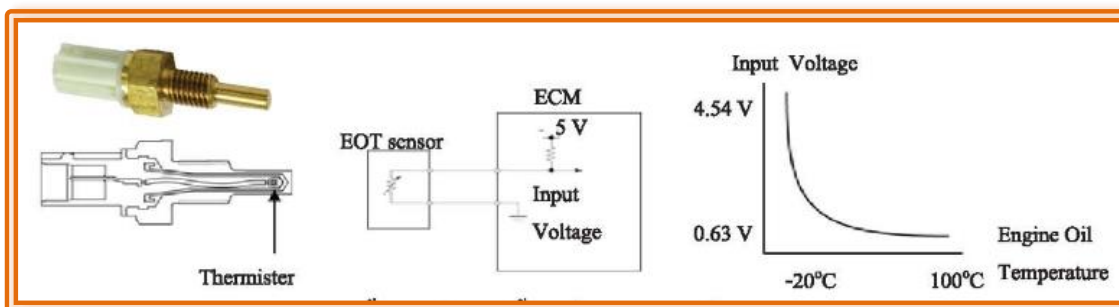 Thermister
EOT sensor
ECM
5 V
Input
Voltage
Input Voltage
4.54 V
0.63 V
-20°C
100°C
Engine Oil
Temperature